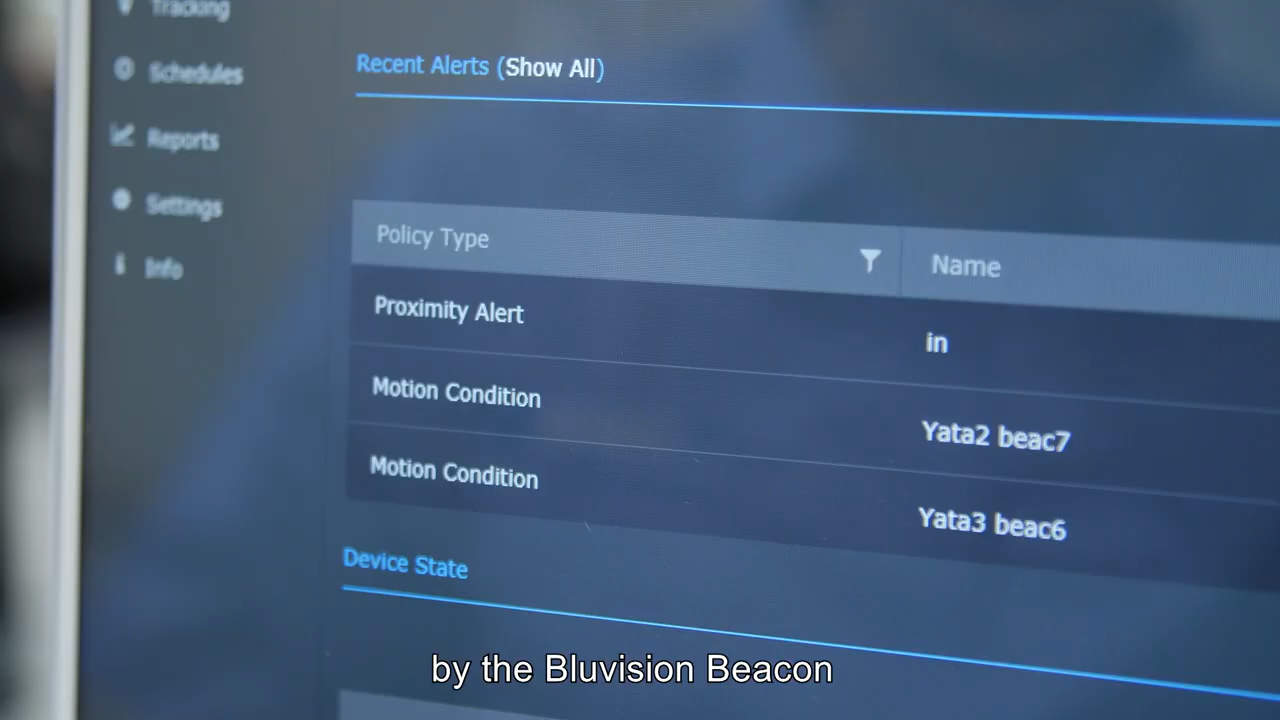 Tracking
Schedules
Reports
Settings
Info
Recent Alerts (Show All)
Policy Type Name
Proximity Alert in
Motion Condition Yata2 beac7
Motion Condition Yata3 beac6
Device State
by the Bluvision Beacon